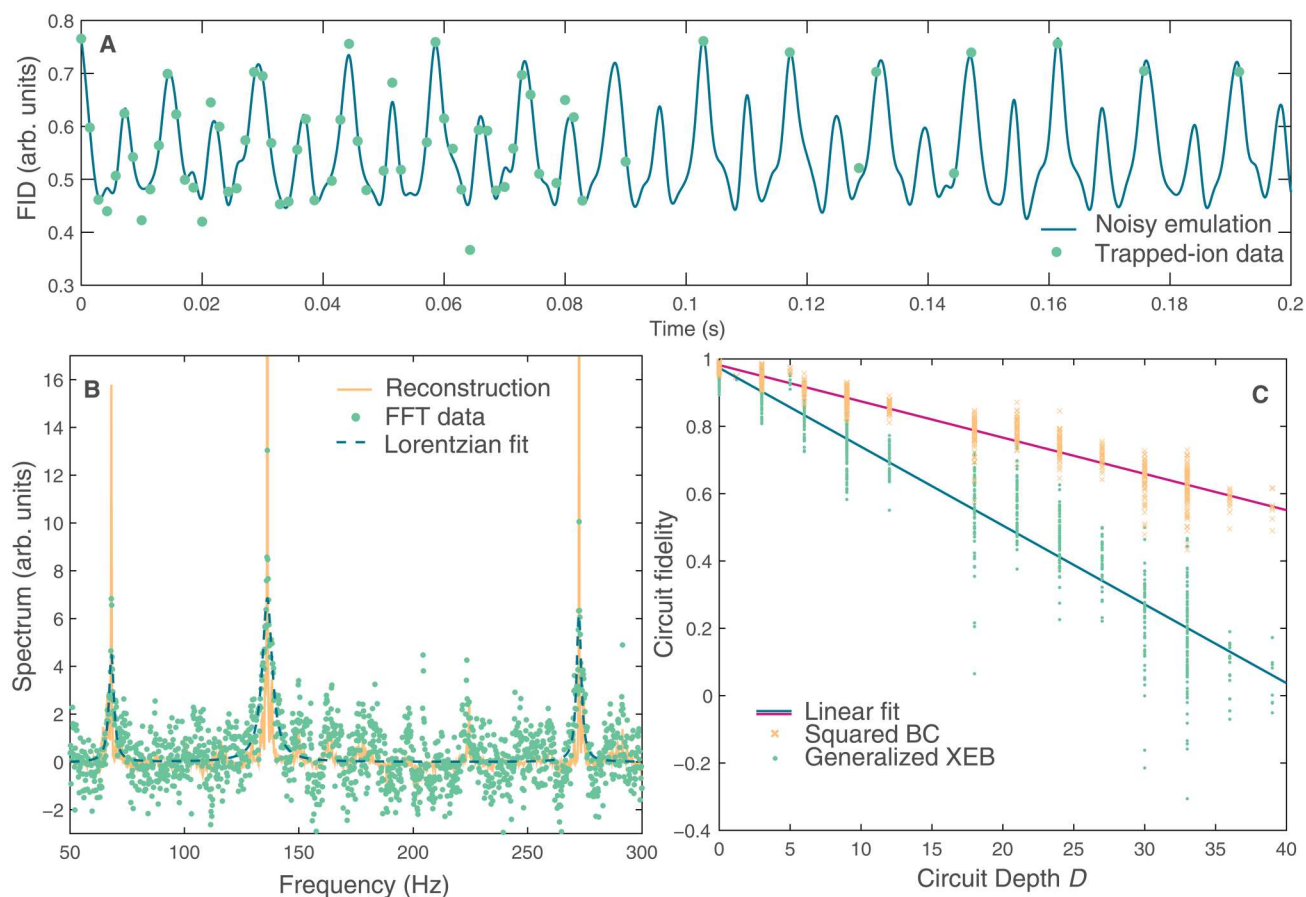 A
FID (arb. units)
0.8
0.7
0.6
0.5
0.4
0.3
Noisy emulation
Trapped-ion data
0 0.02 0.04 0.06 0.08 0.1 0.12 0.14 0.16 0.18 0.2
Time (s)
B
Spectrum (arb. units)
16
14
12
10
8
6
4
2
0
−2
Reconstruction
FFT data
Lorentzian fit
50 100 150 200 250 300
Frequency (Hz)
C
Circuit fidelity
1
0.8
0.6
0.4
0.2
0
−0.2
−0.4
Linear fit
Squared BC
Generalized XEB
0 5 10 15 20 25 30 35 40
Circuit Depth D